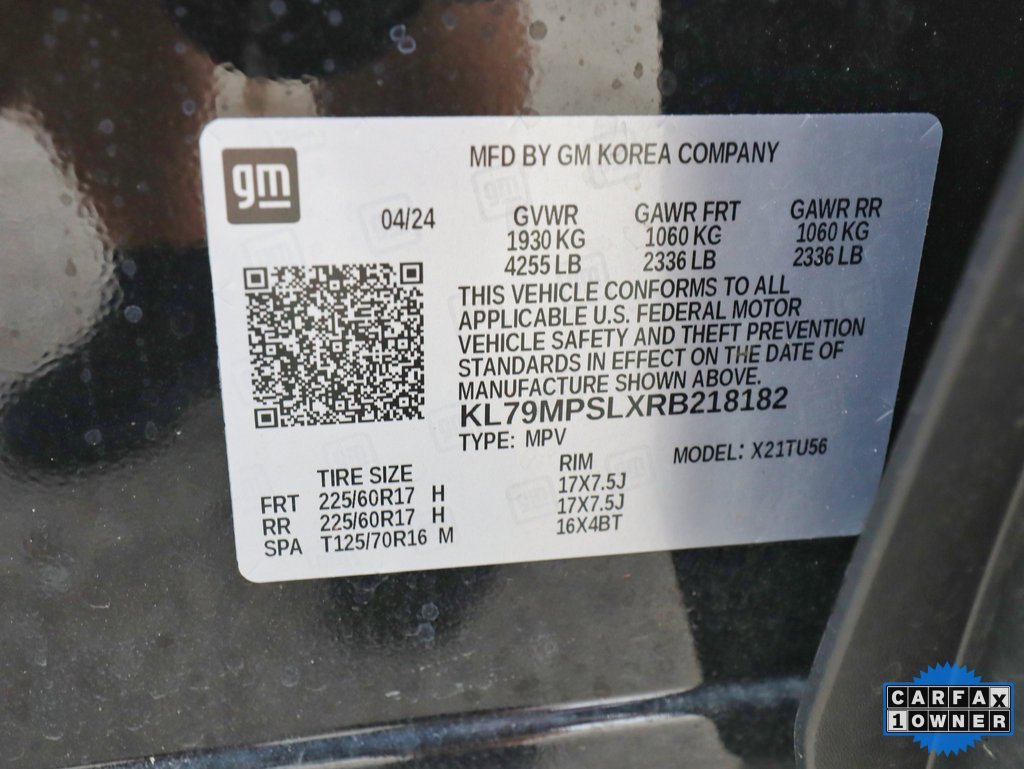 gm
MFD BY GM KOREA COMPANY
04/24
GVWR GAWR FRT GAWR RR
1930 KG 1060 KG 1060 KG
4255 LB 2336 LB 2336 LB
THIS VEHICLE CONFORMS TO ALL
APPLICABLE U.S. FEDERAL MOTOR
VEHICLE SAFETY AND THEFT PREVENTION
STANDARDS IN EFFECT ON THE DATE OF
MANUFACTURE SHOWN ABOVE.
KL79MPSLXRB218182
TYPE: MPV MODEL: X21TU56
TIRE SIZE RIM
FRT 225/60R17 H 17X7.5J
RR 225/60R17 H 17X7.5J
SPA T125/70R16 M 16X4BT
CARFAX
1 OWNER